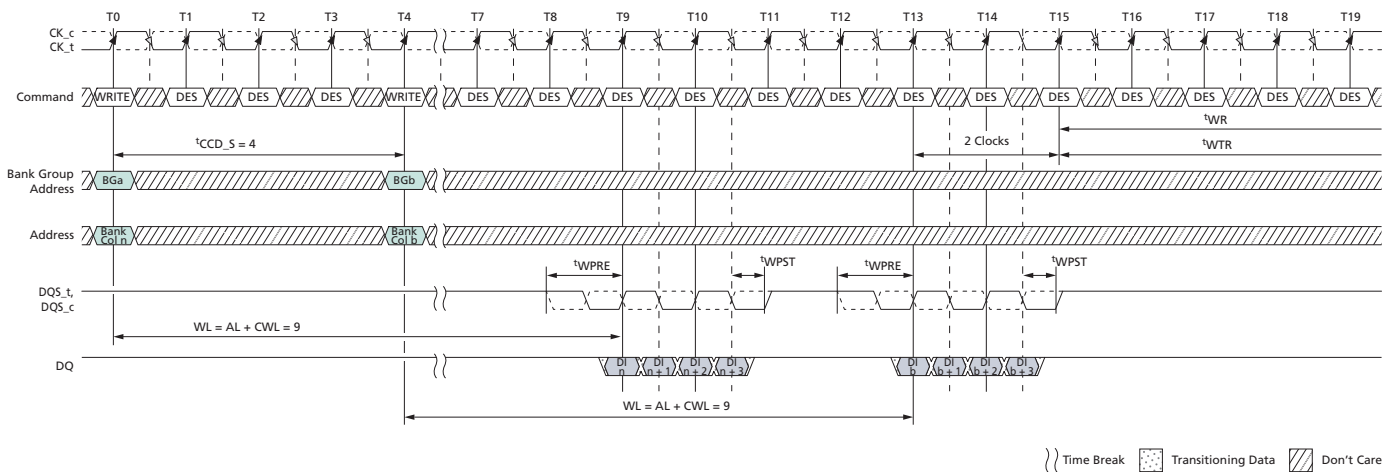 T0 T1 T2 T3 T4 T7 T8 T9 T10 T11 T12 T13 T14 T15 T16 T17 T18 T19
CK_c
CK_t
Command WRITE DES DES DES WRITE DES DES DES DES DES DES DES DES DES DES DES DES DES
tWR
tCCD_S = 4
2 Clocks
tWTR
Bank Group
Address
BGa BGb
Address
Bank
Col n
Bank
Col b
tWPRE tWPST tWPRE tWPST
DQS_t,
DQS_c
WL = AL + CWL = 9
DQ
DI
n
DI
n + 1
DI
n + 2
DI
n + 3
DI
b
DI
b + 1
DI
b + 2
DI
b + 3
WL = AL + CWL = 9
Time Break Transitioning Data Don't Care